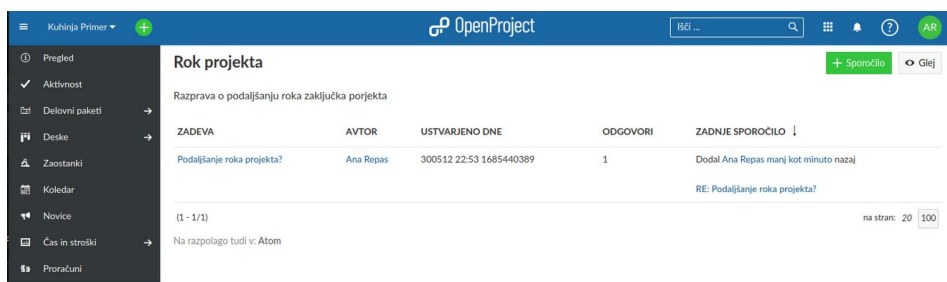 Kuhinja Primer
OpenProject
Išči ...
AR
Pregled
Aktivnost
Delovni paketi
Deske
Zaostanki
Koledar
Novice
Čas in stroški
Proračuni
Rok projekta
+ Sporočilo
Glej
Razprava o podaljšanju roka zaključka porjekta
ZADEVA AVTOR USTVARJENO DNE ODGOVORI ZADNJE SPOROČILO
Podaljšanje roka projekta? Ana Repas 300512 22:53 1685440389 1 Dodal Ana Repas manj kot minuto nazaj
RE: Podaljšanje roka projekta?
(1 - 1/1) na stran: 20 100
Na razpolago tudi v: Atom